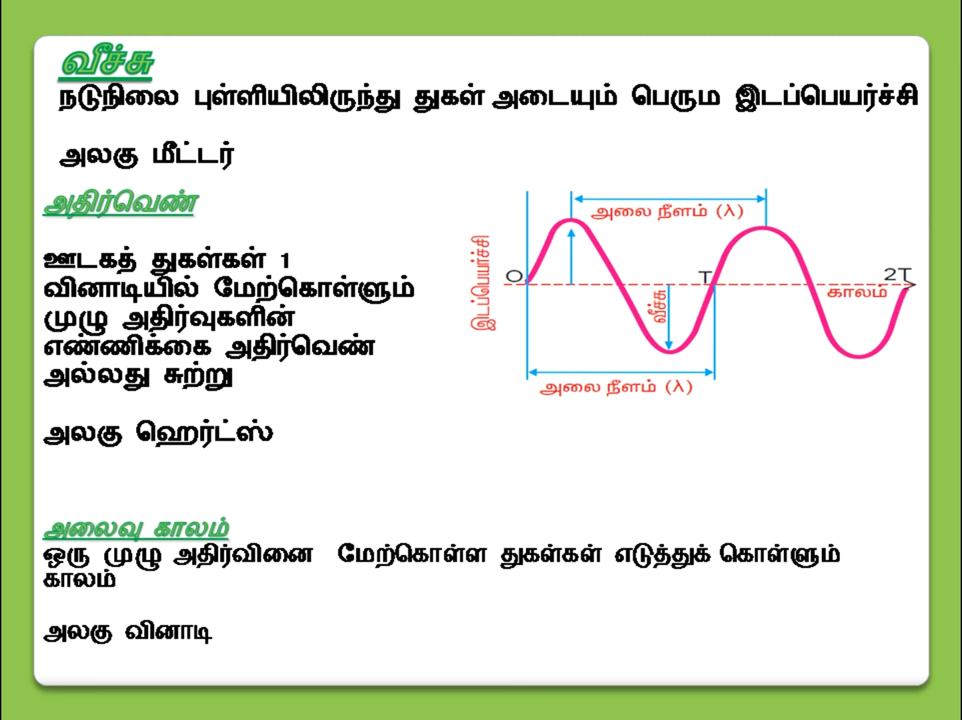 வீச்சு
நடுநிலை புள்ளியிலிருந்து துகள் அடையும் பெரும இடப்பெயர்ச்சி
அலகு மீட்டர்
அதிர்வெண்
ஊடகத் துகள்கள் 1
வினாடியில் மேற்கொள்ளும்
முழு அதிர்வுகளின்
எண்ணிக்கை அதிர்வெண்
அல்லது சுற்று
அலகு ஹெர்ட்ஸ்
அலை நீளம் (λ)
இடப்பெயர்ச்சி
O
T
2T
காலம்
வீச்சு
அலை நீளம் (λ)
அலைவு காலம்
ஒரு முழு அதிர்வினை மேற்கொள்ள துகள்கள் எடுத்துக் கொள்ளும்
காலம்
அலகு வினாடி